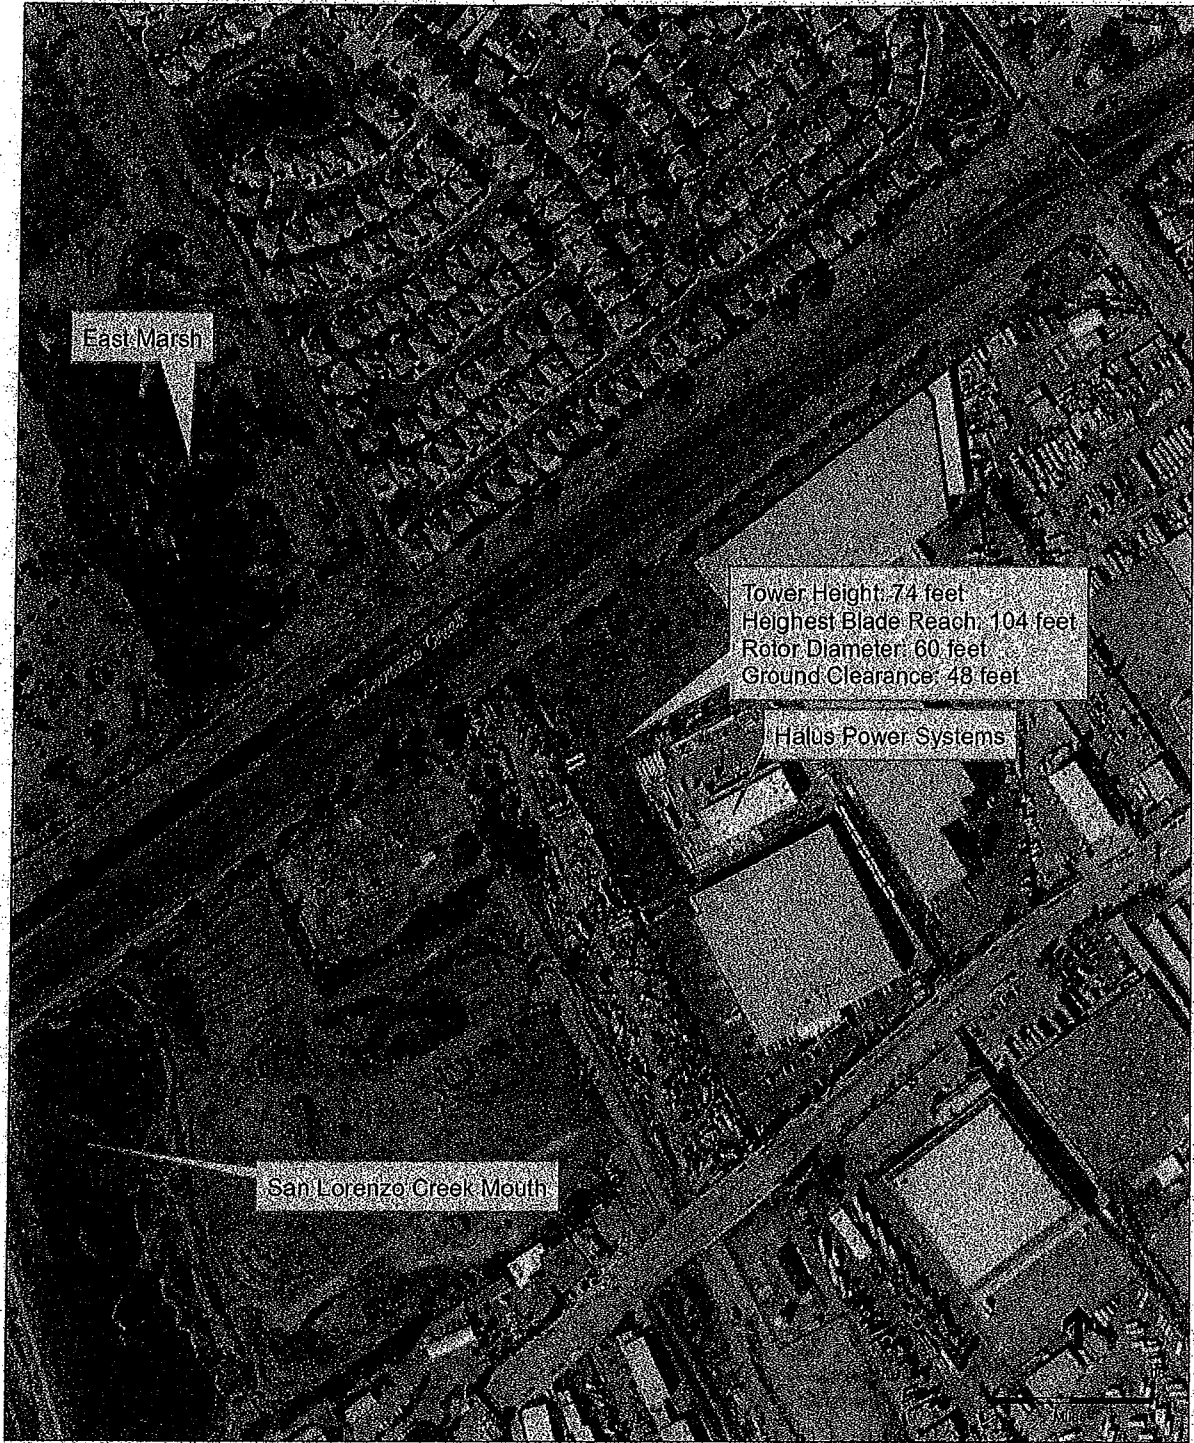 East Marsh
Tower Height: 74 feet
Heighest Blade Reach: 104 feet
Rotor Diameter: 60 feet
Ground Clearance: 48 feet
Halus Power Systems
Creek
San Lorenzo Creek Mouth